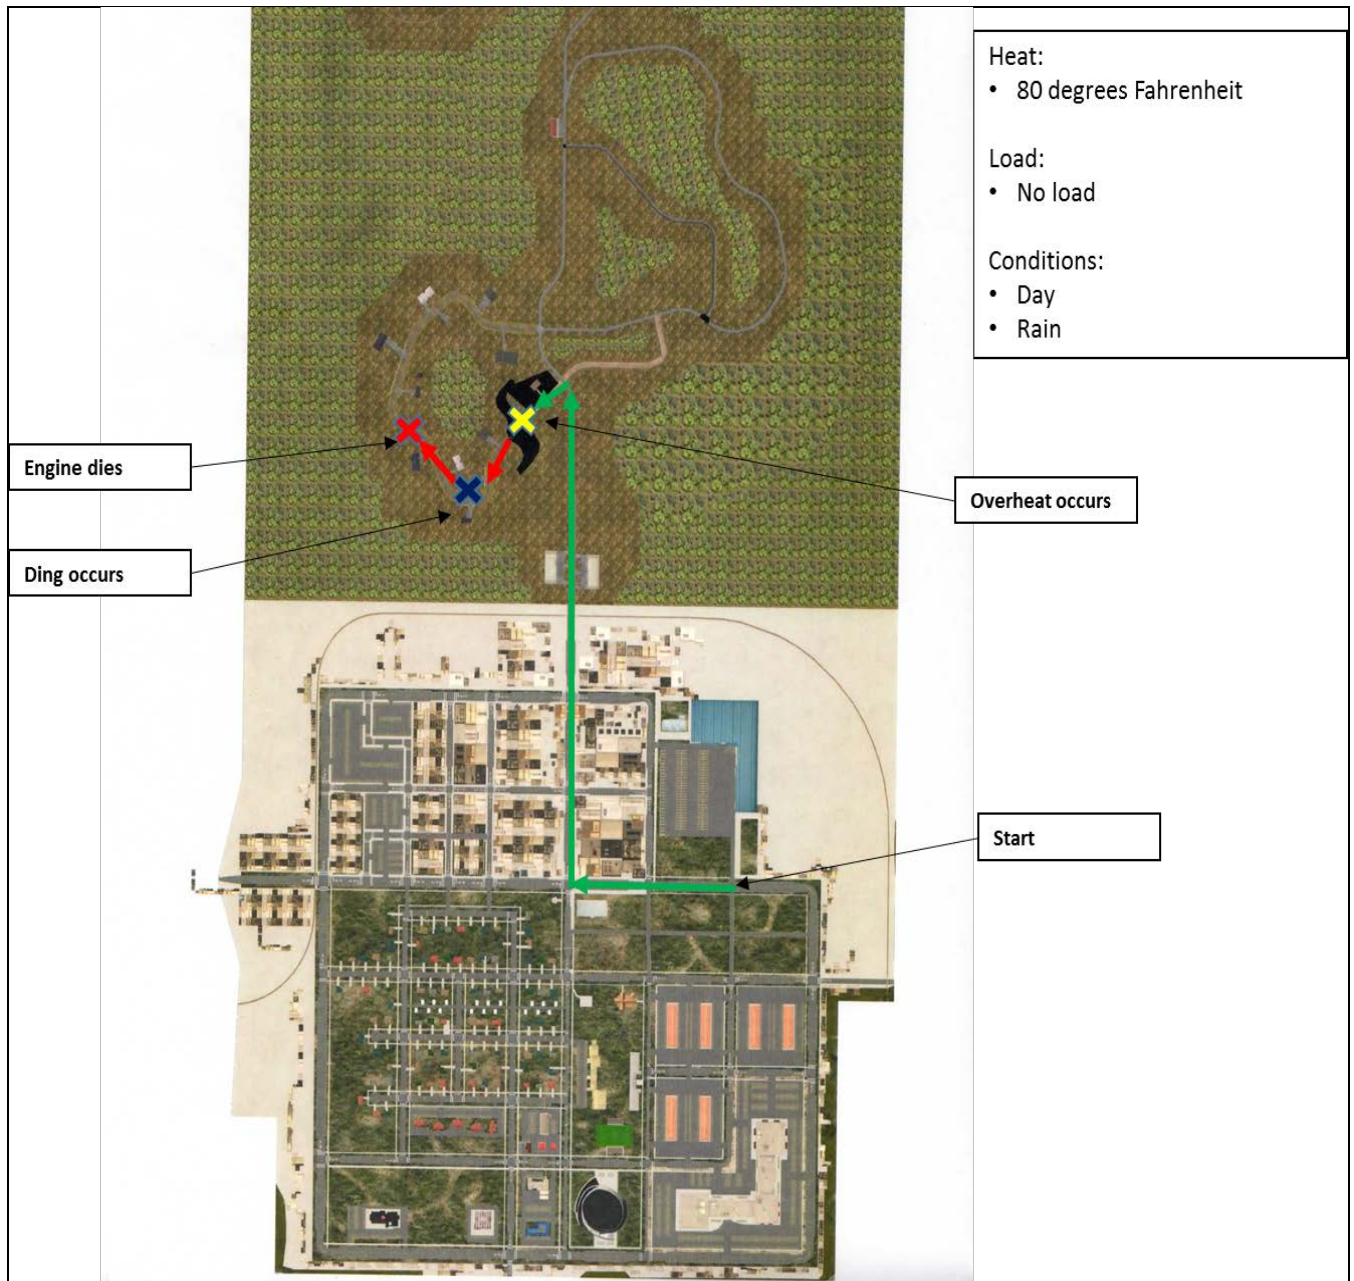 Heat:
• 80 degrees Fahrenheit
Load:
• No load
Conditions:
• Day
• Rain
Engine dies
Overheat occurs
Ding occurs
Start